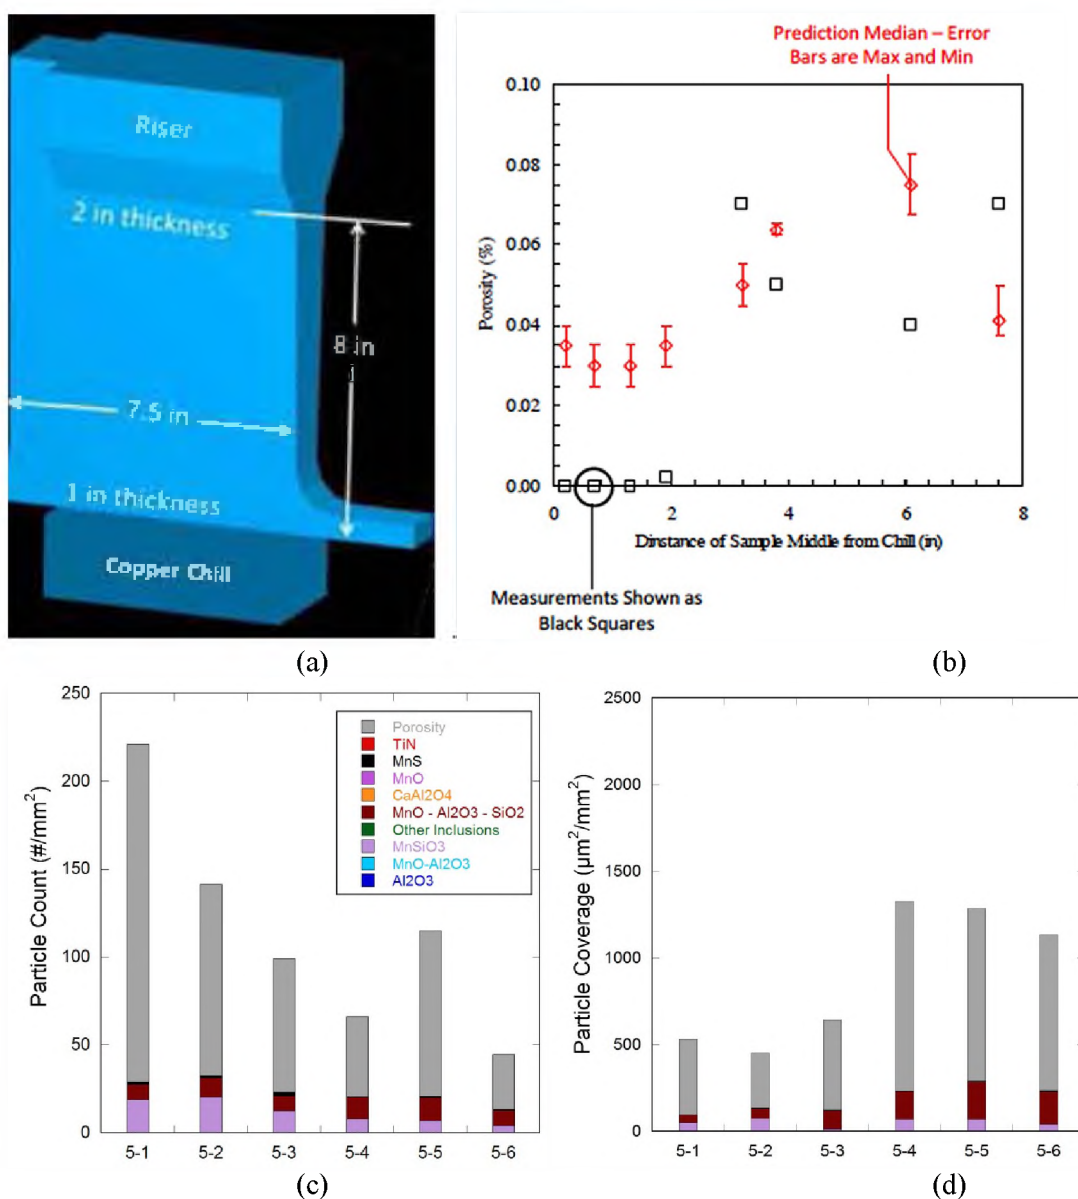 Riser
2 in thickness
8 in
7.5 in
1 in thickness
Copper Chill
(a)
Prediction Median – Error
Bars are Max and Min
Porosity (%)
0.10
0.08
0.06
0.04
0.02
0.00
0 2 4 6 8
Dinstance of Sample Middle from Chill (in)
Measurements Shown as
Black Squares
(b)
Particle Count (#/mm²)
250
200
150
100
50
0
Porosity
TiN
MnS
MnO
CaAl2O4
MnO - Al2O3 - SiO2
Other Inclusions
MnSiO3
MnO-Al2O3
Al2O3
5-1 5-2 5-3 5-4 5-5 5-6
(c)
Particle Coverage (µm²/mm²)
2500
2000
1500
1000
500
0
5-1 5-2 5-3 5-4 5-5 5-6
(d)